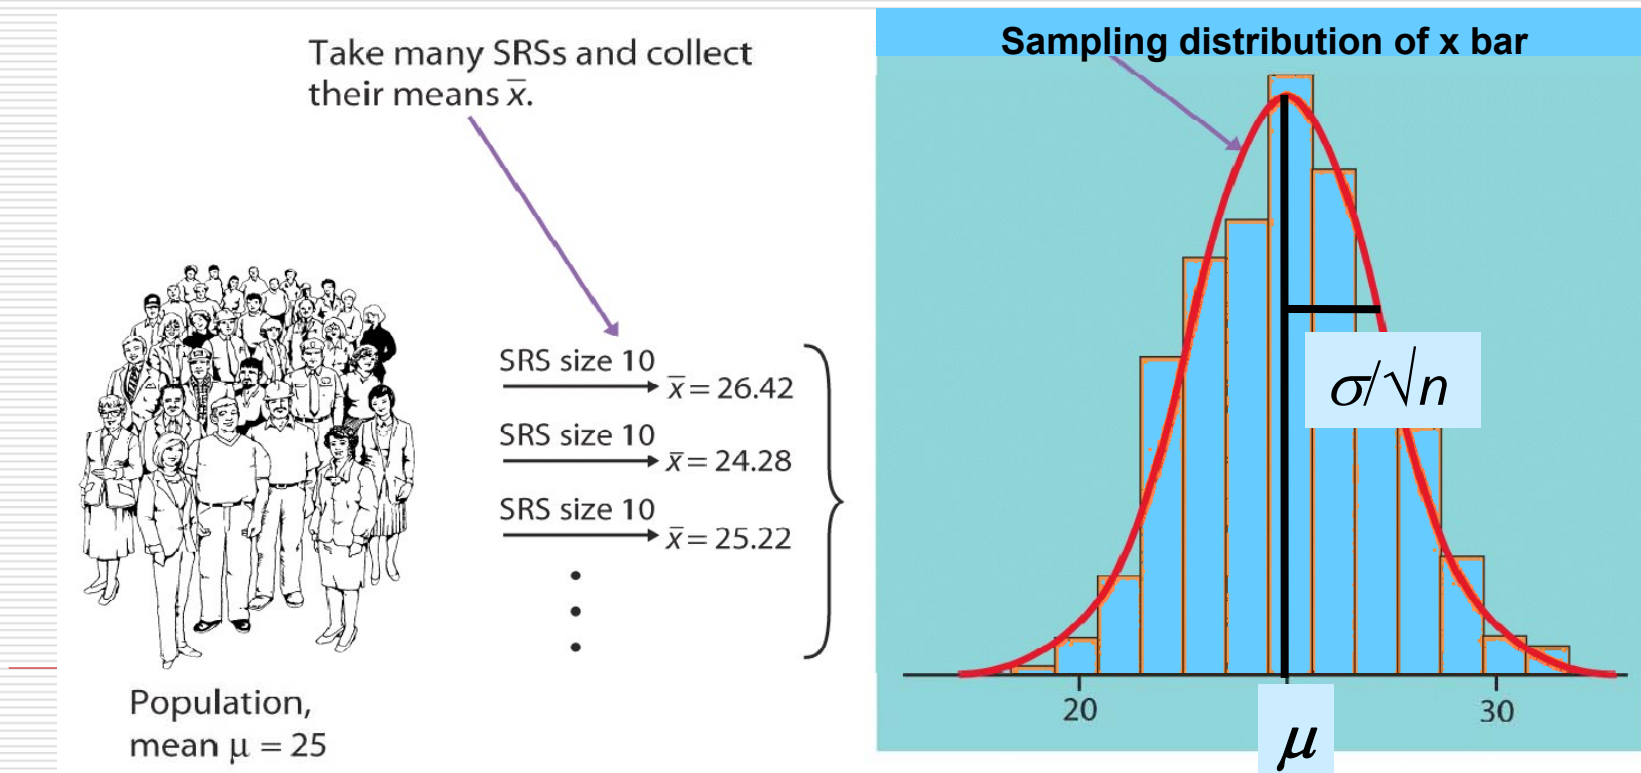 Take many SRSs and collect
their means x̅.
SRS size 10
x̅ = 26.42
SRS size 10
x̅ = 24.28
SRS size 10
x̅ = 25.22
Population,
mean μ = 25
Sampling distribution of x bar
σ/√n
20
30
μ